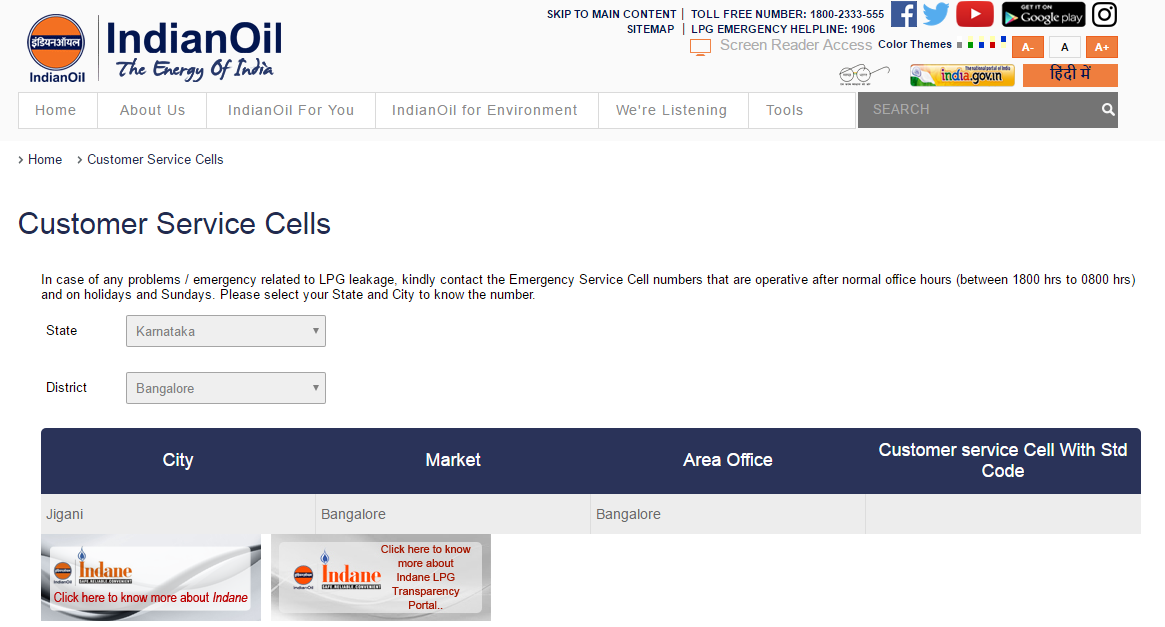 इंडियनऑयल
IndianOil
IndianOil
The Energy Of India
SKIP TO MAIN CONTENT | TOLL FREE NUMBER: 1800-2333-555
SITEMAP | LPG EMERGENCY HELPLINE: 1906
GET IT ON
Google play
Screen Reader Access Color Themes A- A A+
The national portal of India
india.gov.in
हिंदी में
Home About Us IndianOil For You IndianOil for Environment We're Listening Tools SEARCH
› Home › Customer Service Cells
Customer Service Cells
In case of any problems / emergency related to LPG leakage, kindly contact the Emergency Service Cell numbers that are operative after normal office hours (between 1800 hrs to 0800 hrs)
and on holidays and Sundays. Please select your State and City to know the number.
State Karnataka
District Bangalore
City Market Area Office Customer service Cell With Std
Code
Jigani Bangalore Bangalore
IndianOil
Indane
SAFE. RELIABLE. CONVENIENT
Click here to know more about Indane
IndianOil
Indane
SAFE. RELIABLE. CONVENIENT
Click here to know
more about
Indane LPG
Transparency
Portal..